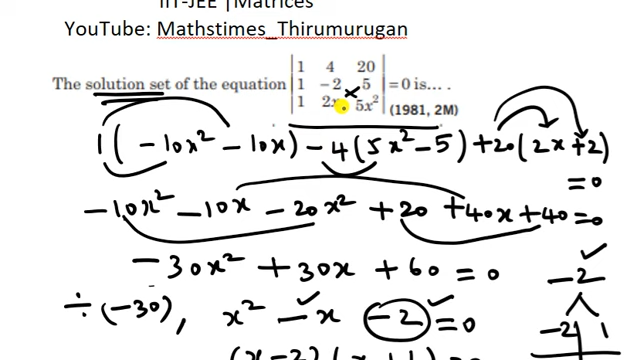 IIT-JEE |Matrices
YouTube: Mathstimes_Thirumurugan
The solution set of the equation | 1 4 20 | = 0 is... .
| 1 −2 5 |
| 1 2x 5x² | (1981, 2M)
1(−10x² −10x) −4(5x²−5) +20(2x+2) = 0
−10x² −10x −20x² +20 +40x+40=0
−30x² +30x +60 = 0
−2
÷(−30), x² − x −2 = 0
−2 1